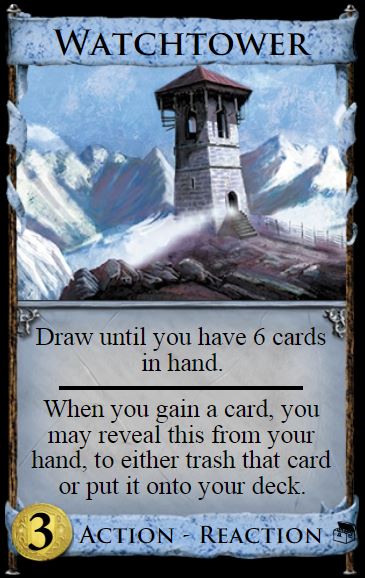 WATCHTOWER
Draw until you have 6 cards
in hand.
When you gain a card, you
may reveal this from your
hand, to either trash that card
or put it onto your deck.
3 ACTION - REACTION